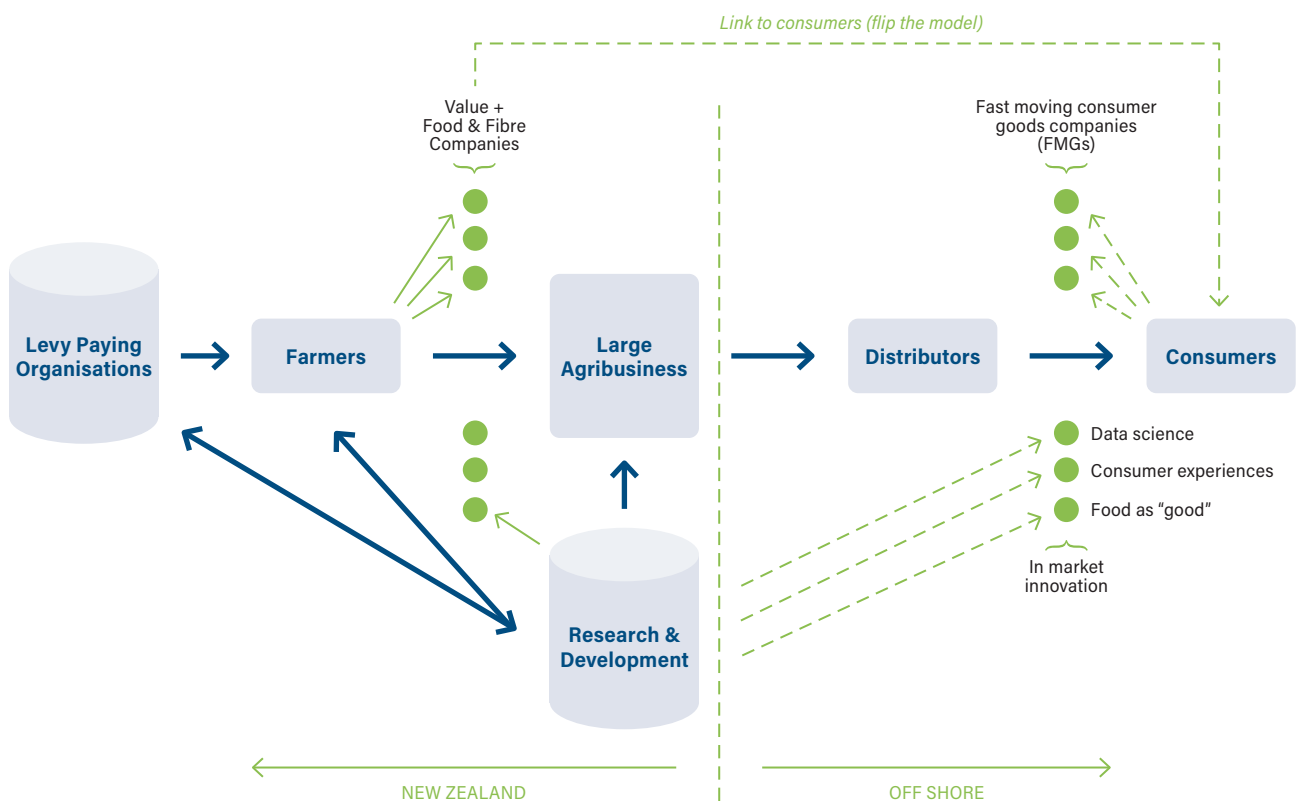 Link to consumers (flip the model)
Value +
Food & Fibre
Companies
Fast moving consumer
goods companies
(FMGs)
Levy Paying
Organisations
Farmers
Large
Agribusiness
Distributors
Consumers
Data science
Consumer experiences
Food as “good”
In market
innovation
Research &
Development
NEW ZEALAND
OFF SHORE